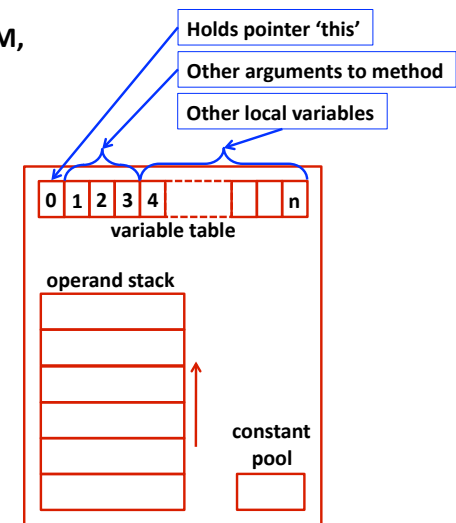 M,
Holds pointer ‘this’
Other arguments to method
Other local variables
0 1 2 3 4 n
variable table
operand stack
constant
pool